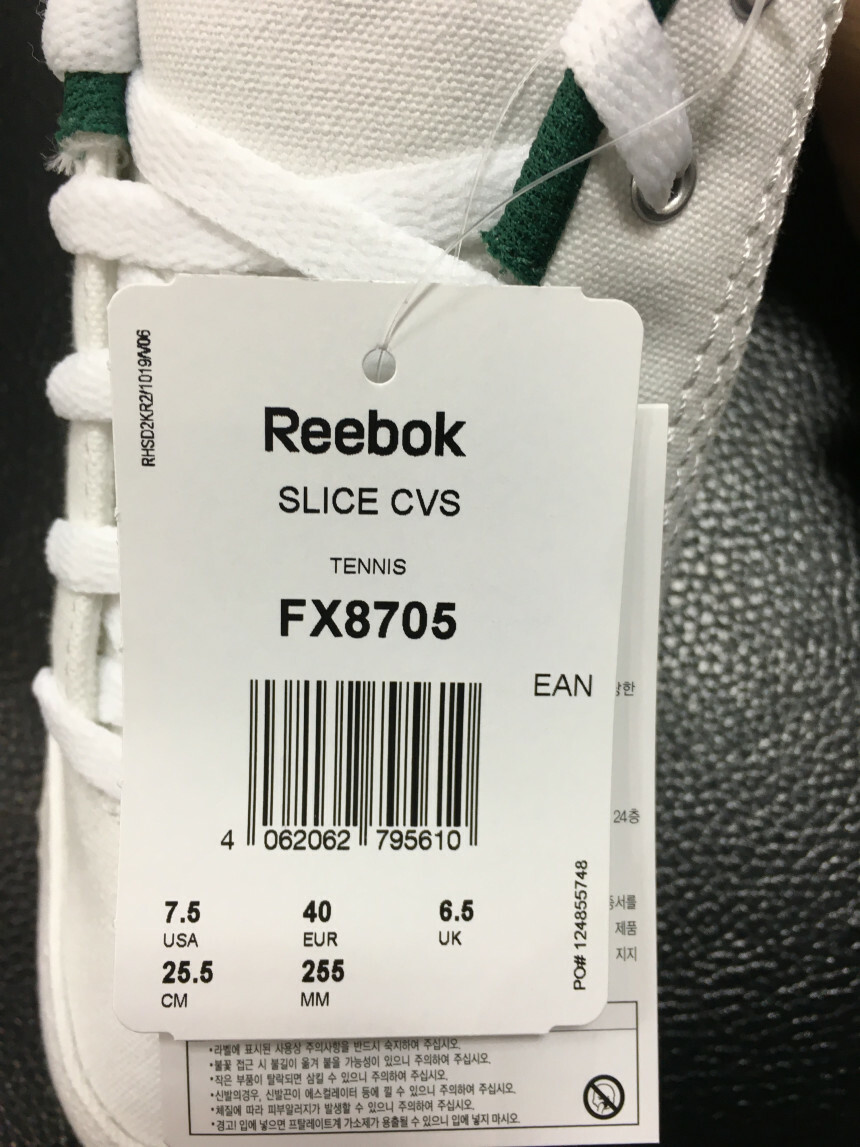 RHSD2KR2/1019/V06
Reebok
SLICE CVS
TENNIS
FX8705
EAN
4 062062 795610
7.5 40 6.5
USA EUR UK
25.5 255
CM MM
PO# 124855748
24층
제품
지지
•라벨에 표시된 사용상 주의사항을 반드시 숙지하여 주십시오.
•불꽃 접근 시 불길이 옮겨 붙을 가능성이 있으니 주의하여 주십시오.
•작은 부품이 탈락되면 삼킬 수 있으니 주의하여 주십시오.
•신발의경우, 신발끈이 에스컬레이터 등에 낄 수 있으니 주의하여 주십시오.
•체질에 따라 피부알러지가 발생할 수 있으니 주의하여 주십시오.
•경고! 입에 넣으면 프탈레이트계 가소제가 용출될 수 있으니 입에 넣지 마시오.